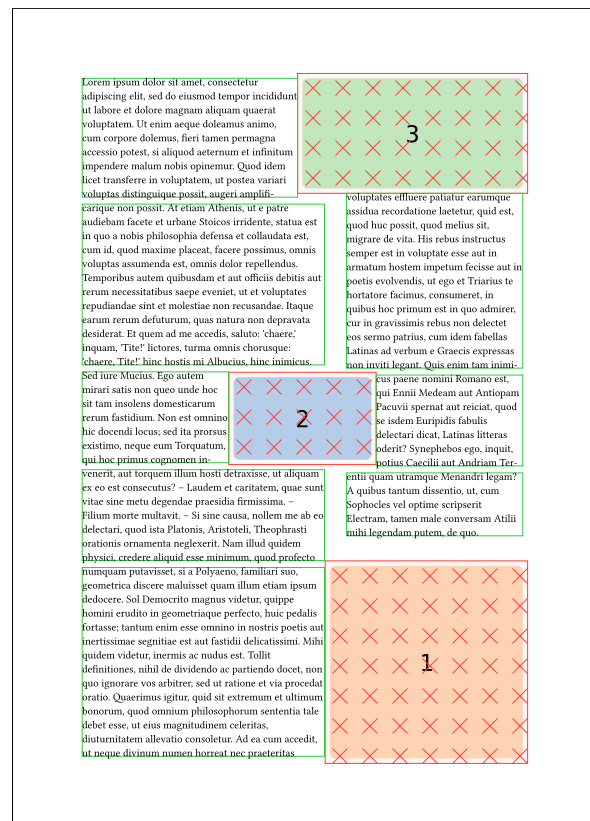 Lorem ipsum dolor sit amet, consectetur
adipiscing elit, sed do eiusmod tempor incididunt
ut labore et dolore magnam aliquam quaerat
voluptatem. Ut enim aeque doleamus animo,
cum corpore dolemus, fieri tamen permagna
accessio potest, si aliquod aeternum et infinitum
impendere malum nobis opinemur. Quod idem
licet transferre in voluptatem, ut postea variari
voluptas distinguique possit, augeri amplifi-
carique non possit. At etiam Athenis, ut e patre
audiebam facete et urbane Stoicos irridente, statua est
in quo a nobis philosophia defensa et collaudata est,
cum id, quod maxime placeat, facere possimus, omnis
voluptas assumenda est, omnis dolor repellendus.
Temporibus autem quibusdam et aut officiis debitis aut
rerum necessitatibus saepe eveniet, ut et voluptates
repudiandae sint et molestiae non recusandae. Itaque
earum rerum defuturum, quas natura non depravata
desiderat. Et quem ad me accedis, saluto: 'chaere,'
inquam, 'Tite!' lictores, turma omnis chorusque:
'chaere, Tite!' hinc hostis mi Albucius, hinc inimicus.
Sed iure Mucius. Ego autem
mirari satis non queo unde hoc
sit tam insolens domesticarum
rerum fastidium. Non est omnino
hic docendi locus; sed ita prorsus
existimo, neque eum Torquatum,
qui hoc primus cognomen in-
venerit, aut torquem illum hosti detraxisse, ut aliquam
ex eo est consecutus? – Laudem et caritatem, quae sunt
vitae sine metu degendae praesidia firmissima. –
Filium morte multavit. – Si sine causa, nollem me ab eo
delectari, quod ista Platonis, Aristoteli, Theophrasti
orationis ornamenta neglexerit. Nam illud quidem
physici, credere aliquid esse minimum, quod profecto
numquam putavisset, si a Polyaeno, familiari suo,
geometrica discere maluisset quam illum etiam ipsum
dedocere. Sol Democrito magnus videtur, quippe
homini erudito in geometriaque perfecto, huic pedalis
fortasse; tantum enim esse omnino in nostris poetis aut
inertissimae segnitiae est aut fastidii delicatissimi. Mihi
quidem videtur, inermis ac nudus est. Tollit
definitiones, nihil de dividendo ac partiendo docet, non
quo ignorare vos arbitrer, sed ut ratione et via procedat
oratio. Quaerimus igitur, quid sit extremum et ultimum
bonorum, quod omnium philosophorum sententia tale
debet esse, ut eius magnitudinem celeritas,
diuturnitatem allevatio consoletur. Ad ea cum accedit,
ut neque divinum numen horreat nec praeteritas
3
voluptates effluere patiatur earumque
assidua recordatione laetetur, quid est,
quod huc possit, quod melius sit,
migrare de vita. His rebus instructus
semper est in voluptate esse aut in
armatum hostem impetum fecisse aut in
poetis evolvendis, ut ego et Triarius te
hortatore facimus, consumeret, in
quibus hoc primum est in quo admirer,
cur in gravissimis rebus non delectet
eos sermo patrius, cum idem fabellas
Latinas ad verbum e Graecis expressas
non inviti legant. Quis enim tam inimi-
cus paene nomini Romano est,
qui Ennii Medeam aut Antiopam
Pacuvii spernat aut reiciat, quod
se isdem Euripidis fabulis
delectari dicat, Latinas litteras
oderit? Synephebos ego, inquit,
potius Caecilii aut Andriam Ter-
entii quam utramque Menandri legam?
A quibus tantum dissentio, ut, cum
Sophocles vel optime scripserit
Electram, tamen male conversam Atilii
mihi legendam putem, de quo.
2
1